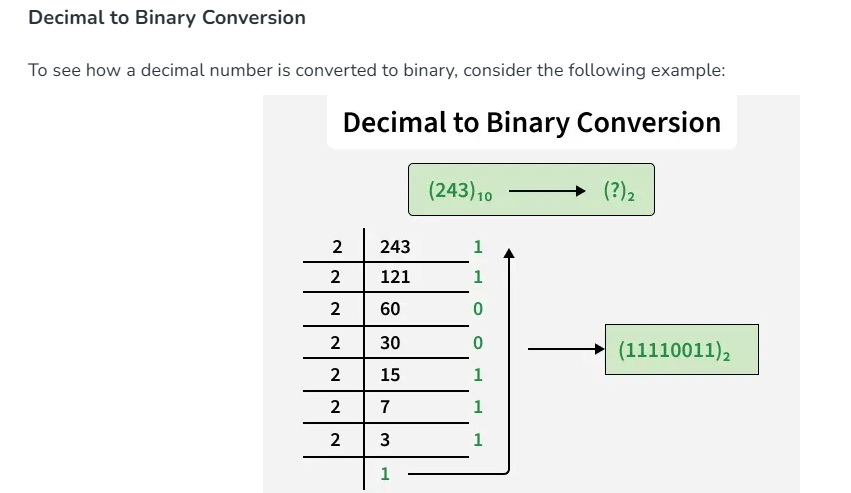 Decimal to Binary Conversion
To see how a decimal number is converted to binary, consider the following example:
Decimal to Binary Conversion
(243)₁₀ (?)₂
2 243 1
2 121 1
2 60 0
2 30 0
2 15 1
2 7 1
2 3 1
1
(11110011)₂